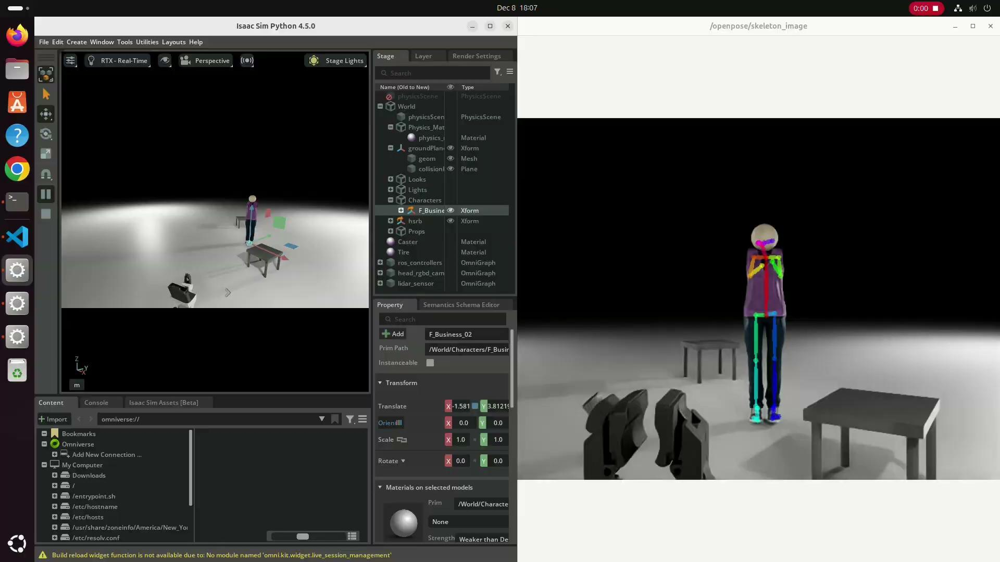 Dec 8 18:07
0:00
Isaac Sim Python 4.5.0
/openpose/skeleton_image
File Edit Create Window Tools Utilities Layouts Help
RTX - Real-Time
Perspective
Stage Lights
Stage
Layer
Render Settings
Search
Name (Old to New)
Type
physicsScene PhysicsScene
World
physicsScen PhysicsScene
Physics_Mat
physics_ Material
groundPlane Xform
geom Mesh
collisionl Plane
Looks
Lights
Characters
F_Busine Xform
hsrb Xform
Props
Caster Material
Tire Material
ros_controllers OmniGraph
head_rgbd_cam OmniGraph
lidar_sensor OmniGraph
Z
Y
X
m
Property
Semantics Schema Editor
Search
Add
F_Business_02
Prim Path
/World/Characters/F_Busin
Instanceable
Transform
Translate X -1.581 Y 3.81219
Orient X 0.0 Y 0.0
Scale X 1.0 Y 1.0
Rotate X 0.0 Y 0.0
Materials on selected models
Prim
/World/Characte
None
Strength
Weaker than De
Content
Console
Isaac Sim Assets [Beta]
Import
omniverse://
Bookmarks
Omniverse
Add New Connection ...
My Computer
Downloads
/
/entrypoint.sh
/etc/hostname
/etc/hosts
/usr/share/zoneinfo/America/New_Yo
/etc/resolv.conf
Build reload widget function is not available due to: No module named 'omni.kit.widget.live_session_management'